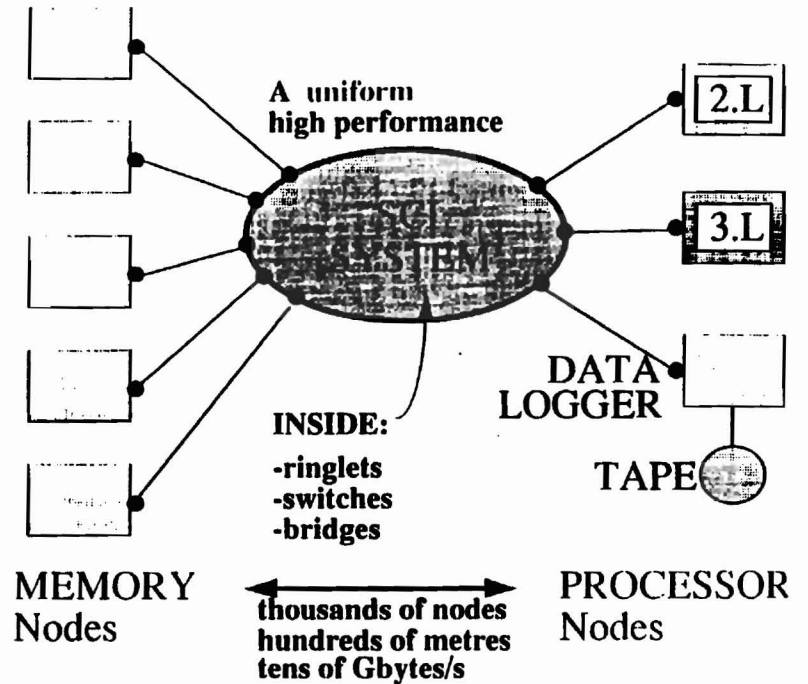 A uniform
high performance
SCI
SYSTEM
2.L
3.L
DATA
LOGGER
TAPE
INSIDE:
-ringlets
-switches
-bridges
MEMORY
Nodes
thousands of nodes
hundreds of metres
tens of Gbytes/s
PROCESSOR
Nodes